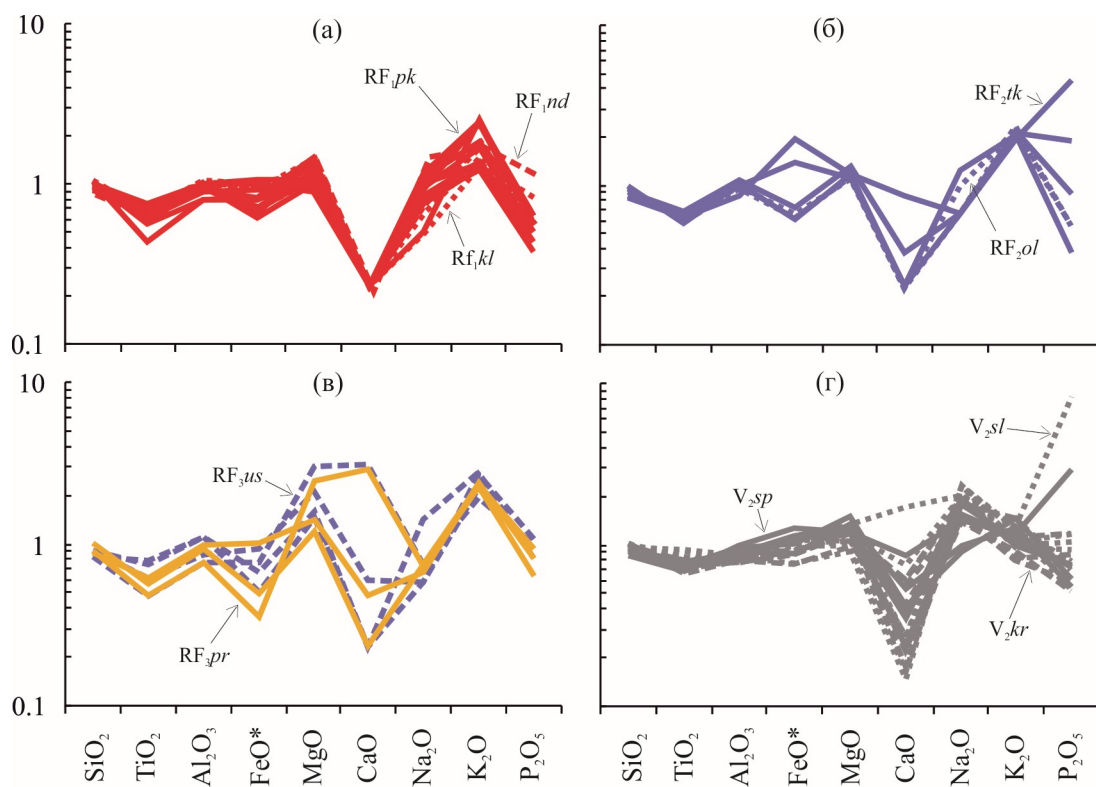 10
(а)
(б)
RF₁pk
RF₁nd
RF₂tk
1
Rf₁kl
RF₂ol
0.1
10
(в)
(г)
RF₃us
V₂sl
V₂sp
1
RF₃pr
V₂kr
0.1
SiO₂ TiO₂ Al₂O₃ FeO* MgO CaO Na₂O K₂O P₂O₅
SiO₂ TiO₂ Al₂O₃ FeO* MgO CaO Na₂O K₂O P₂O₅